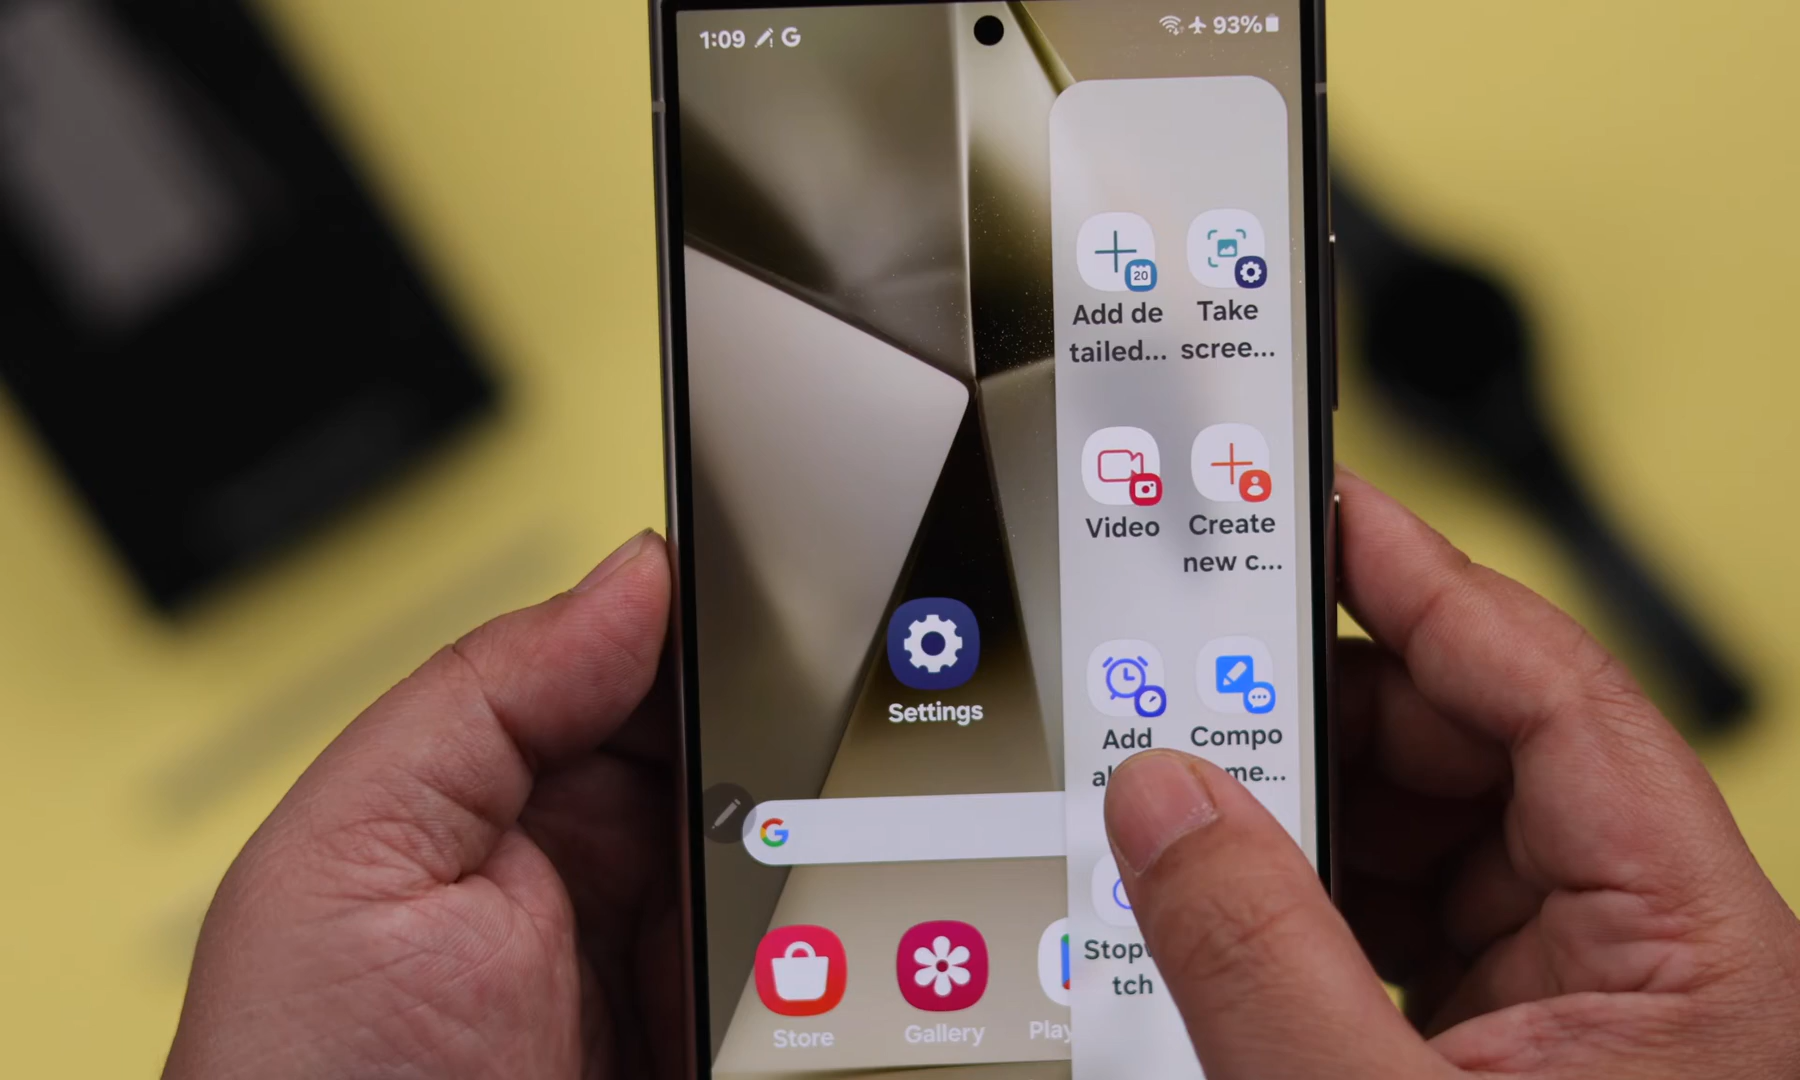 1:09 G 93%
20
Add de
tailed...
Take
scree...
Video
Create
new c...
Add
Compo
me...
tch
Settings
G
Store
Gallery
Play